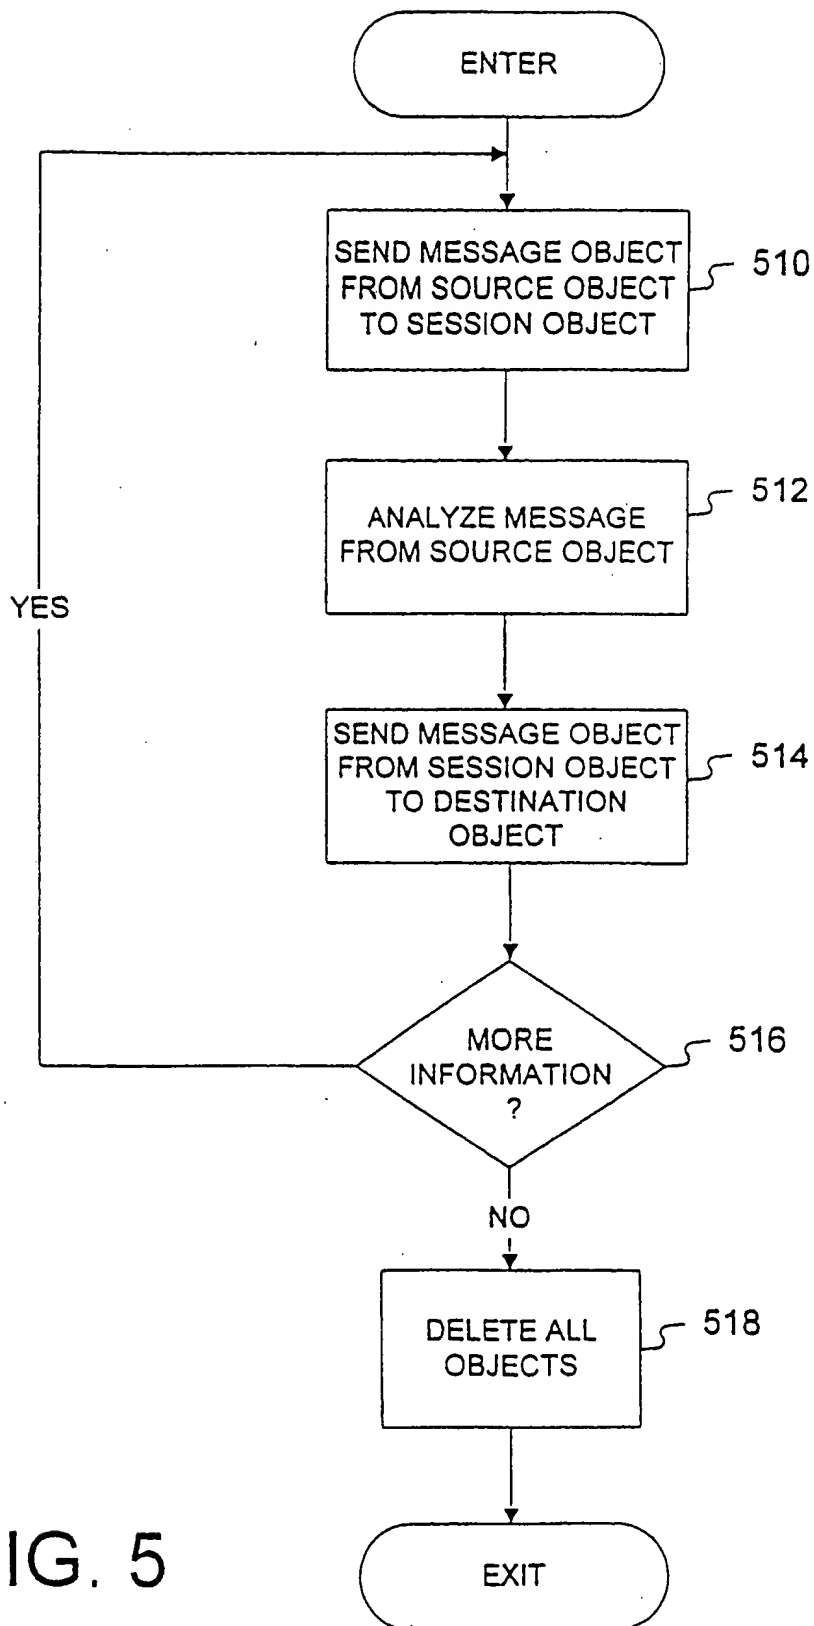 ENTER
SEND MESSAGE OBJECT
FROM SOURCE OBJECT
TO SESSION OBJECT
510
ANALYZE MESSAGE
FROM SOURCE OBJECT
512
YES
SEND MESSAGE OBJECT
FROM SESSION OBJECT
TO DESTINATION
OBJECT
514
MORE
INFORMATION
?
516
NO
DELETE ALL
OBJECTS
518
EXIT
IG. 5